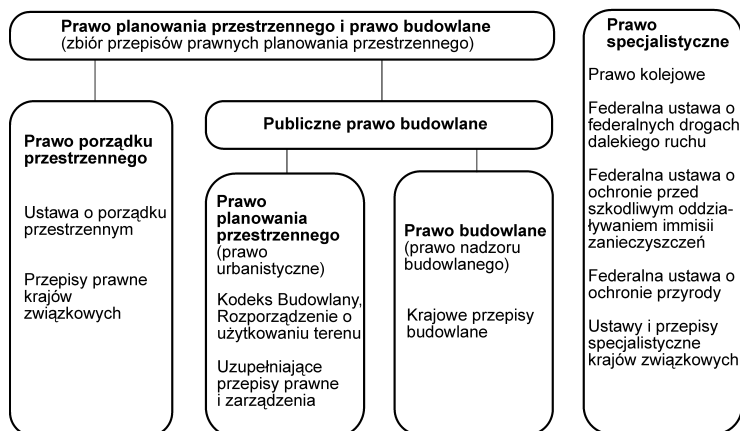 Prawo planowania przestrzennego i prawo budowlane
(zbiór przepisów prawnych planowania przestrzennego)
Prawo porządku
przestrzennego
Ustawa o porządku
przestrzennym
Przepisy prawne
krajów
związkowych
Publiczne prawo budowlane
Prawo
planowania
przestrzennego
(prawo
urbanistyczne)
Kodeks Budowlany,
Rozporządzenie o
użytkowaniu terenu
Uzupełniające
przepisy prawne
i zarządzenia
Prawo budowlane
(prawo nadzoru
budowlanego)
Krajowe przepisy
budowlane
Prawo
specjalistyczne
Prawo kolejowe
Federalna ustawa o
federalnych drogach
dalekiego ruchu
Federalna ustawa o
ochronie przed
szkodliwym oddzia-
ływaniem immisii
zanieczyszczeń
Federalna ustawa o
ochronie przyrody
Ustawy i przepisy
specjalistyczne
krajów związkowych